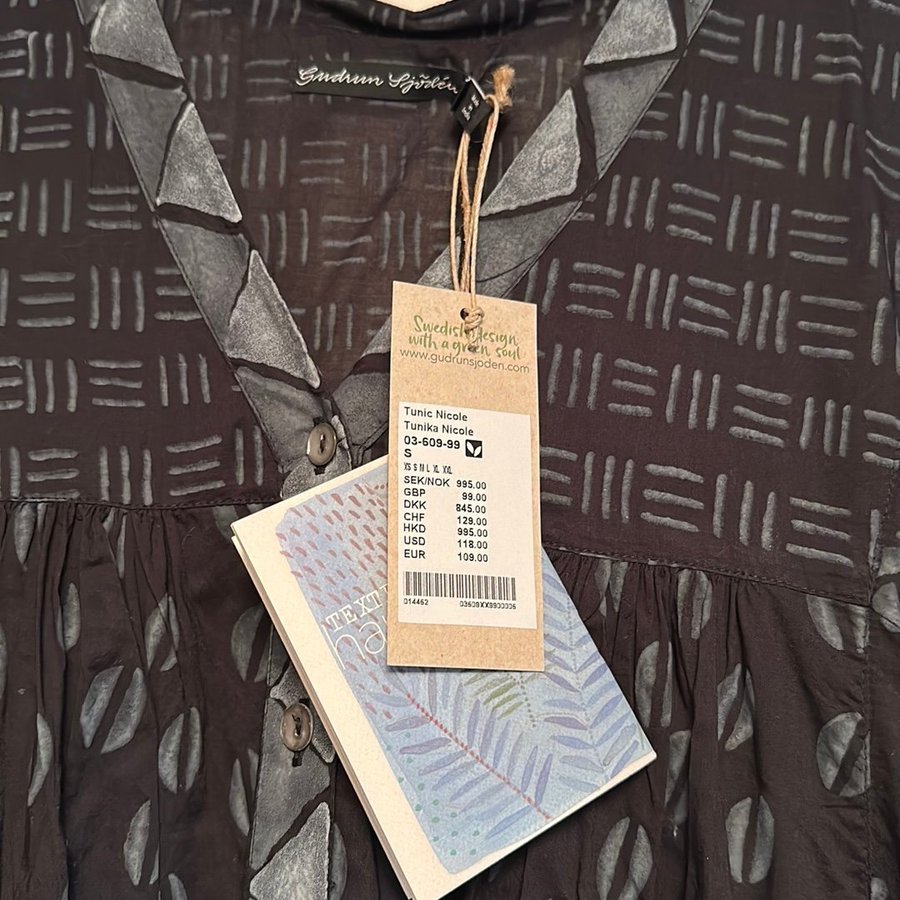 Gudrun Sjödén
Swedish design
with a green soul
www.gudrunsjoden.com
Tunic Nicole
Tunika Nicole
03-609-99
S
XS S M L XL XXL
SEK/NOK 995.00
GBP 99.00
DKK 845.00
CHF 129.00
HKD 995.00
USD 118.00
EUR 109.00
014462 03609XX9900006